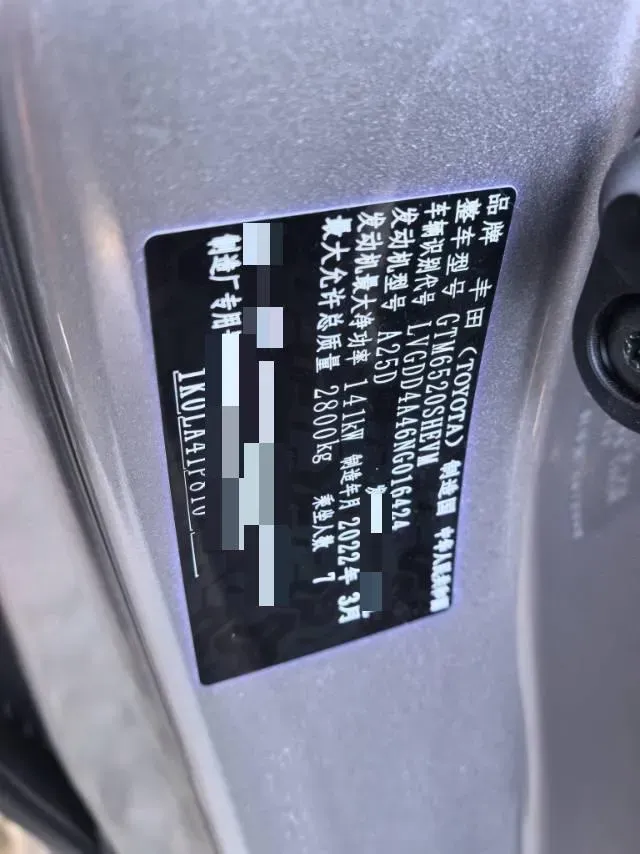 品牌 丰田(TOYOTA) 制造国 中华人民共和国
整车型号 GTM6520SHEVM
车辆识别代号 LVGDD4A46NG016424
发动机型号 A25D
发动机最大净功率 141kW 制造年月 2022年 3月
最大允许总质量 2800kg 乘坐人数 7
制造厂专用